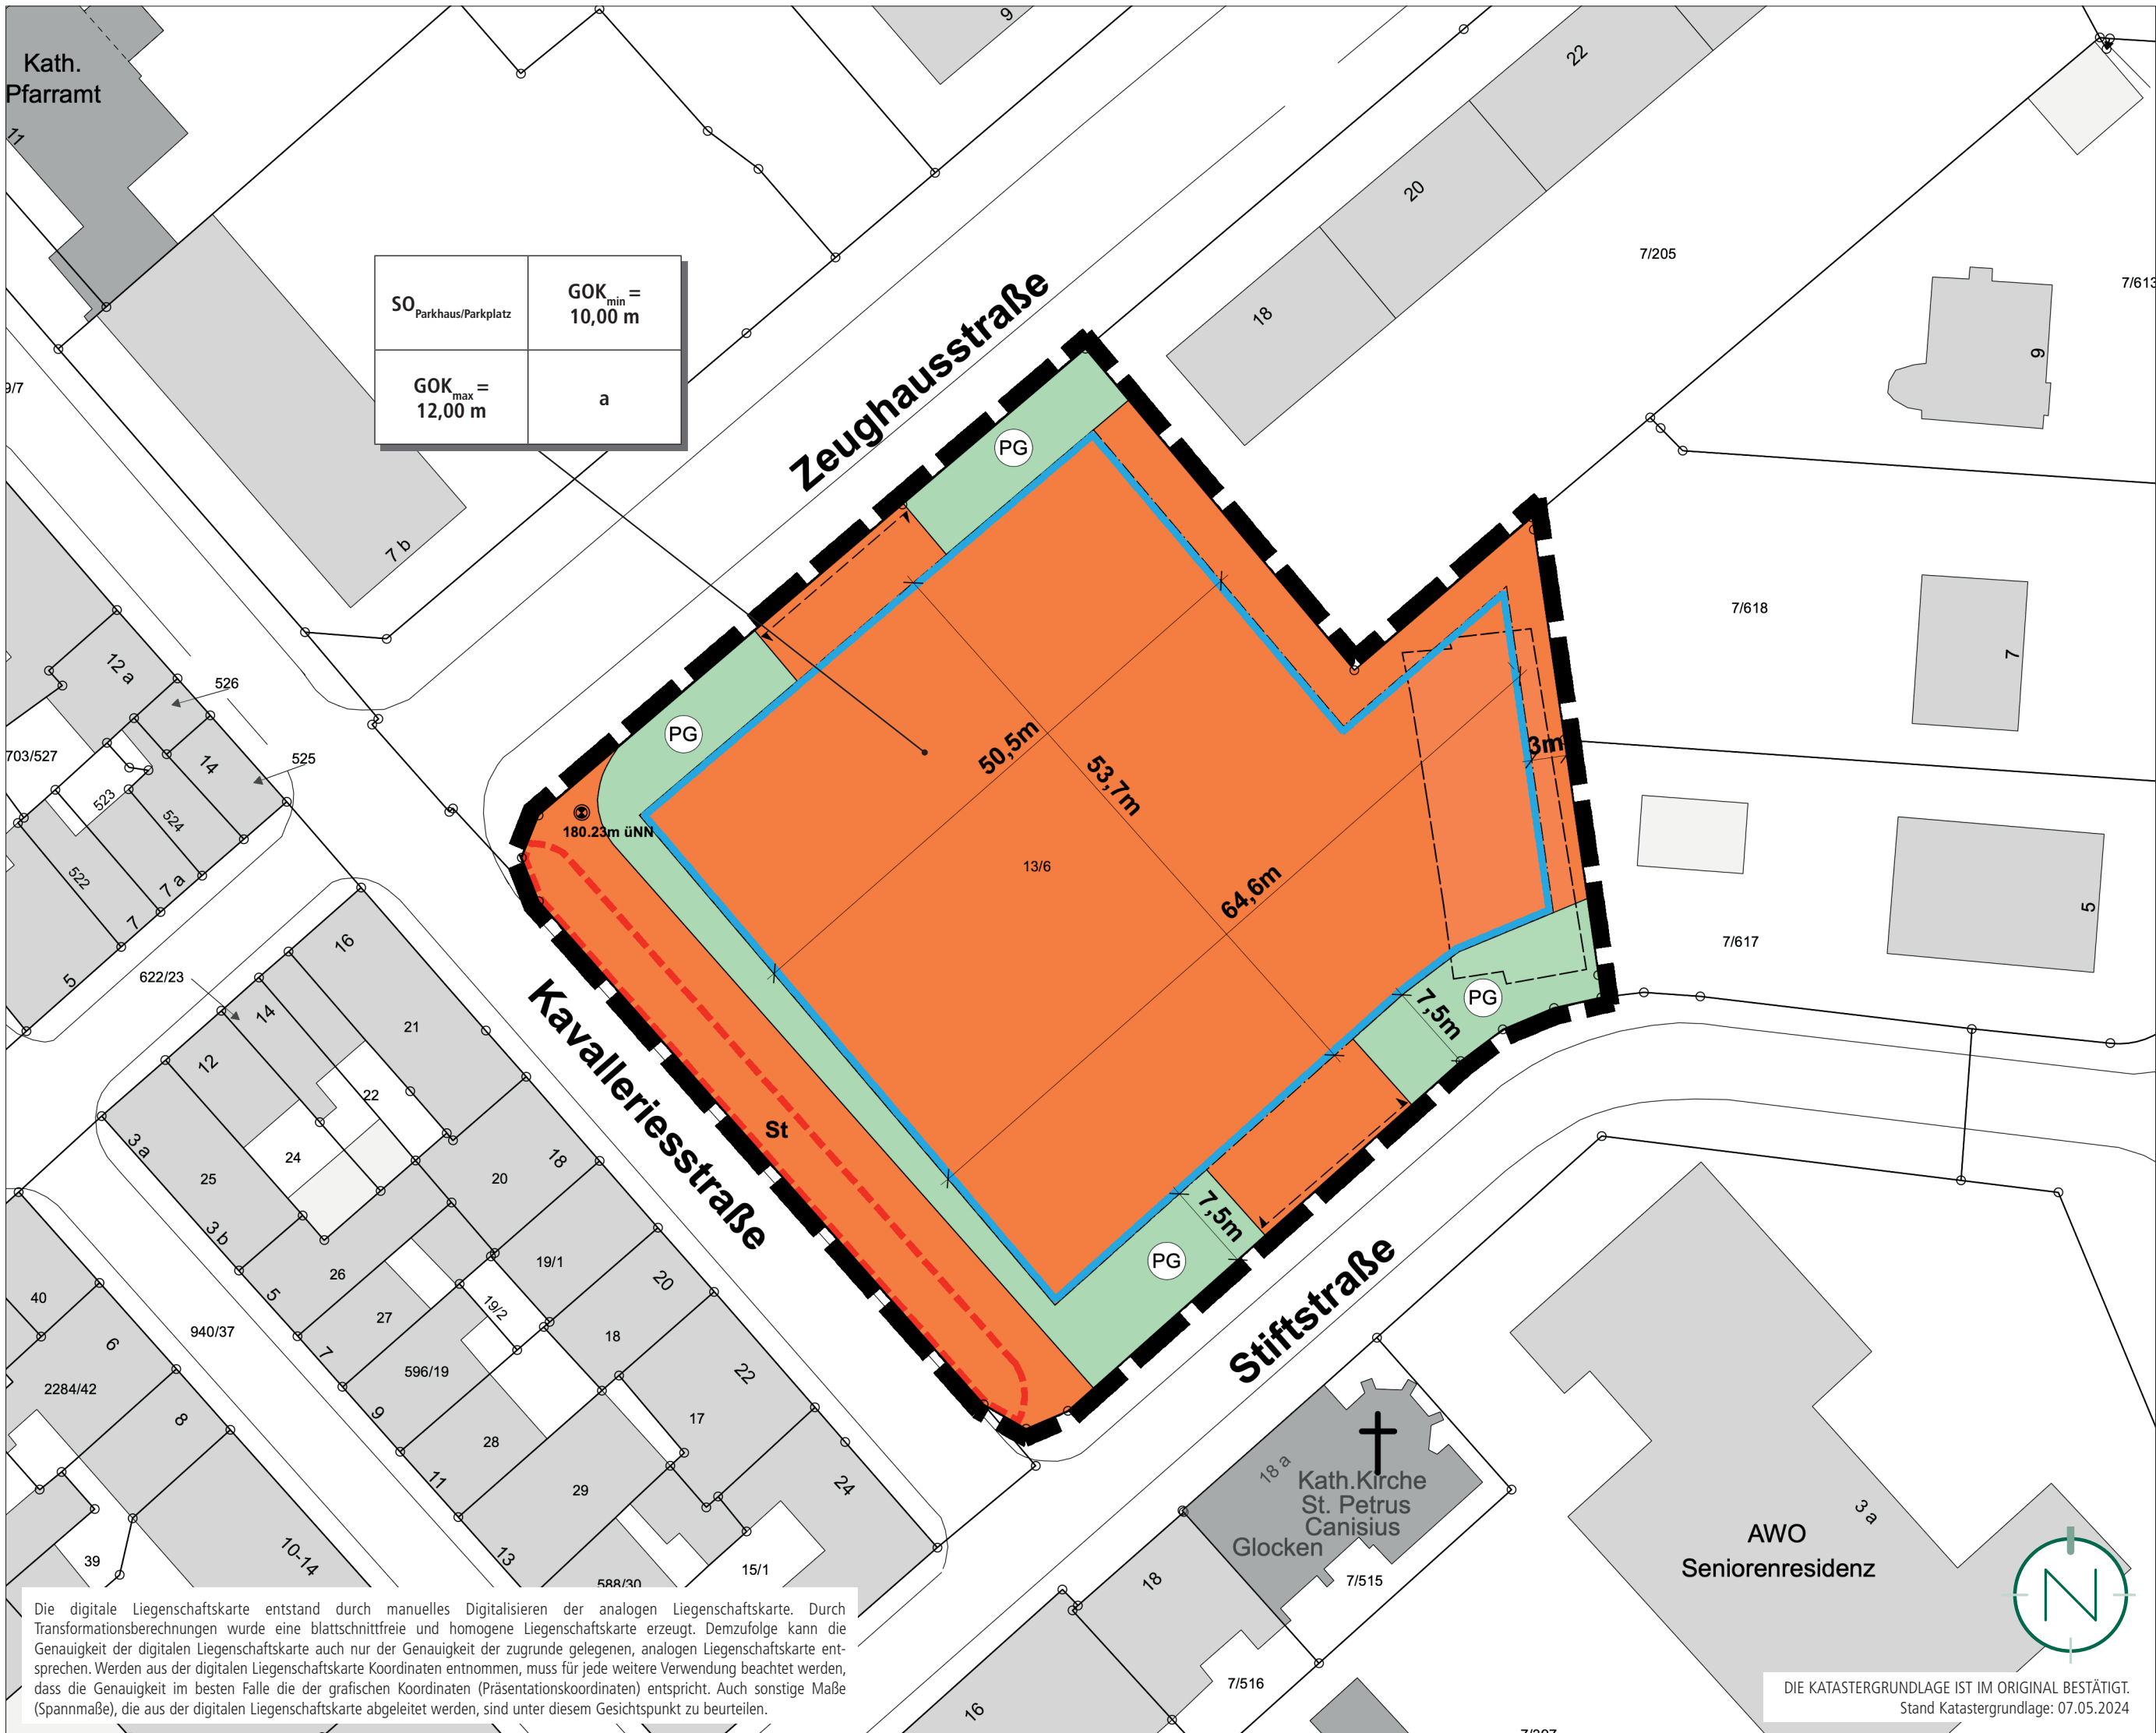 Kath.
Pfarramt
11
9
22
20
18
7/205
7/613
9
SO Parkhaus/Parkplatz
GOK min =
10,00 m
GOK max =
12,00 m
a
Zeughausstraße
9/7
7 b
PG
7/618
7
12 a
526
703/527
14
525
523
524
522
7 a
7
5
PG
180.23m üNN
50,5m
53,7m
3m
13/6
64,6m
5
7/617
622/23
16
14
12
21
22
24
3 a
25
3 b
20
18
Kavalleriesstraße
St
PG
7,5m
7,5m
PG
Stiftstraße
26
5
19/1
20
19/2
27
7
18
40
6
940/37
596/19
22
2284/42
9
8
17
28
11
24
29
13
10-14
39
588/30
15/1
18 a
Kath.Kirche
St. Petrus
Canisius
Glocken
18
7/515
3 a
AWO
Seniorenresidenz
N
7/516
16
7/397
Die digitale Liegenschaftskarte entstand durch manuelles Digitalisieren der analogen Liegenschaftskarte. Durch
Transformationsberechnungen wurde eine blattschnittfreie und homogene Liegenschaftskarte erzeugt. Demzufolge kann die
Genauigkeit der digitalen Liegenschaftskarte auch nur der Genauigkeit der zugrunde gelegenen, analogen Liegenschaftskarte ent-
sprechen. Werden aus der digitalen Liegenschaftskarte Koordinaten entnommen, muss für jede weitere Verwendung beachtet werden,
dass die Genauigkeit im besten Falle die der grafischen Koordinaten (Präsentationskoordinaten) entspricht. Auch sonstige Maße
(Spannmaße), die aus der digitalen Liegenschaftskarte abgeleitet werden, sind unter diesem Gesichtspunkt zu beurteilen.
DIE KATASTERGRUNDLAGE IST IM ORIGINAL BESTÄTIGT.
Stand Katastergrundlage: 07.05.2024